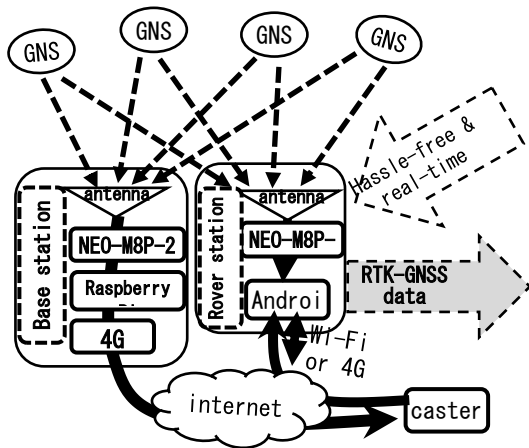 GNS
GNS
GNS
GNS
Hassle-free &
real-time
Base station
antenna
NEO-M8P-2
Raspberry
4G
Rover station
antenna
NEO-M8P-
Androi
RTK-GNSS
data
Wi-Fi
or 4G
internet
caster